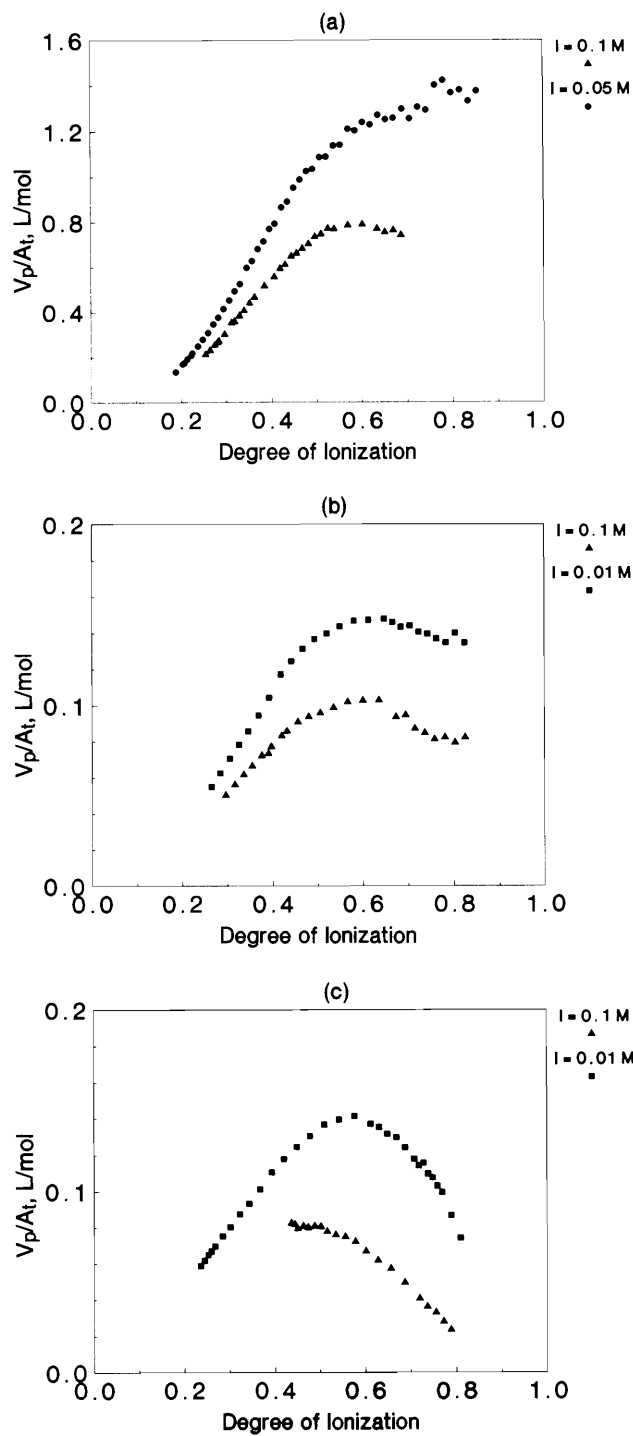 (a)
I = 0.1 M
I = 0.05 M
1.6
1.2
0.8
0.4
0.0
Vp/At, L/mol
0.0 0.2 0.4 0.6 0.8 1.0
Degree of Ionization
(b)
I = 0.1 M
I = 0.01 M
0.2
0.1
0.0
Vp/At, L/mol
0.0 0.2 0.4 0.6 0.8 1.0
Degree of Ionization
(c)
I = 0.1 M
I = 0.01 M
0.2
0.1
0.0
Vp/At, L/mol
0.0 0.2 0.4 0.6 0.8 1.0
Degree of Ionization